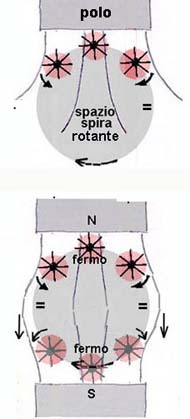 polo
=
spazio
spira
rotante
N
fermo
= =
fermo
S